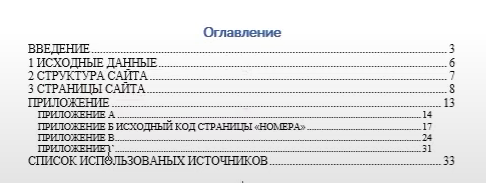 Оглавление
ВВЕДЕНИЕ 3
1 ИСХОДНЫЕ ДАННЫЕ 6
2 СТРУКТУРА САЙТА 7
3 СТРАНИЦЫ САЙТА 8
ПРИЛОЖЕНИЕ 13
ПРИЛОЖЕНИЕ А 14
ПРИЛОЖЕНИЕ Б ИСХОДНЫЙ КОД СТРАНИЦЫ «НОМЕРА» 17
ПРИЛОЖЕНИЕ В 24
ПРИЛОЖЕНИЕ Г 31
СПИСОК ИСПОЛЬЗОВАНЫХ ИСТОЧНИКОВ 33